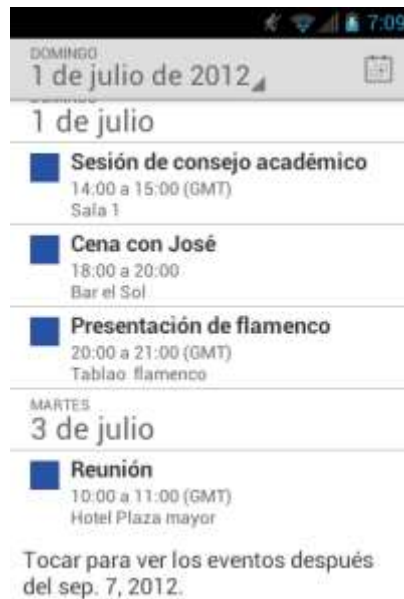 7:09
DOMINGO
1 de julio de 2012
1 de julio
Sesión de consejo académico
14:00 a 15:00 (GMT)
Sala 1
Cena con José
18:00 a 20:00
Bar el Sol
Presentación de flamenco
20:00 a 21:00 (GMT)
Tablao flamenco
MARTES
3 de julio
Reunión
10:00 a 11:00 (GMT)
Hotel Plaza mayor
Tocar para ver los eventos después
del sep. 7, 2012.